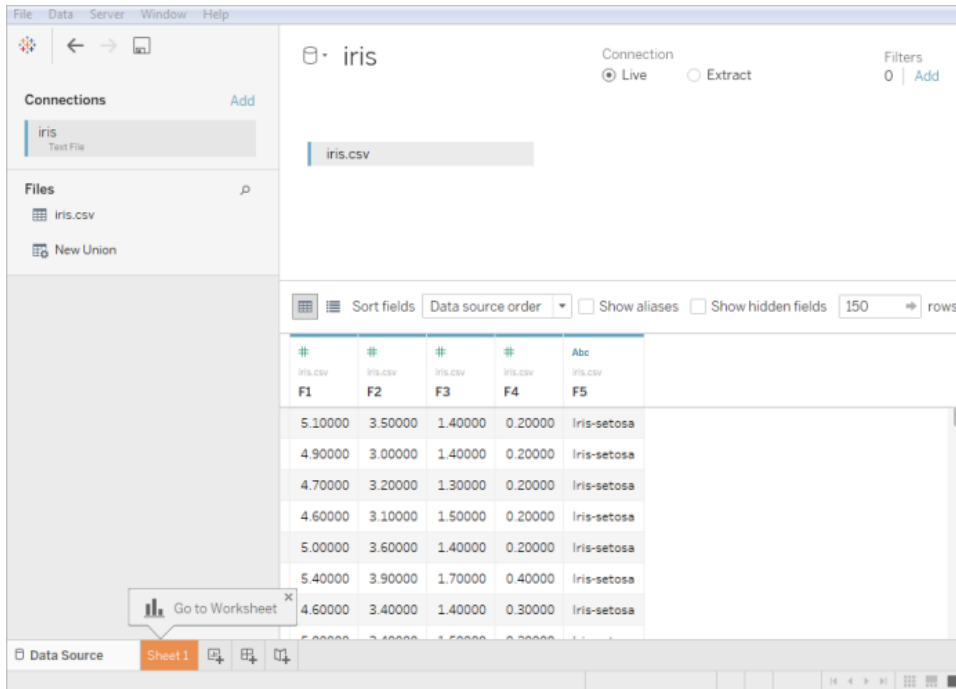 File Data Server Window Help
Connections Add
iris
Text File
Files
iris.csv
New Union
iris
Connection
Live Extract
Filters
0 Add
iris.csv
Sort fields Data source order Show aliases Show hidden fields 150 rows
# # # # Abc
iris.csv iris.csv iris.csv iris.csv iris.csv
F1 F2 F3 F4 F5
5.10000 3.50000 1.40000 0.20000 Iris-setosa
4.90000 3.00000 1.40000 0.20000 Iris-setosa
4.70000 3.20000 1.30000 0.20000 Iris-setosa
4.60000 3.10000 1.50000 0.20000 Iris-setosa
5.00000 3.60000 1.40000 0.20000 Iris-setosa
5.40000 3.90000 1.70000 0.40000 Iris-setosa
4.60000 3.40000 1.40000 0.30000 Iris-setosa
Go to Worksheet
Data Source Sheet 1